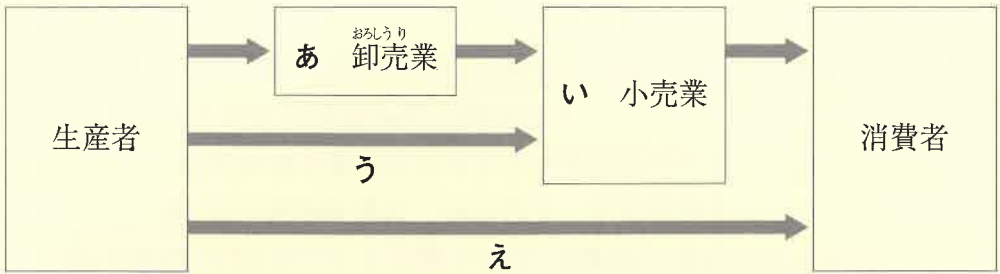 生産者
あ 卸売業
おろしうり
い 小売業
う
え
消費者